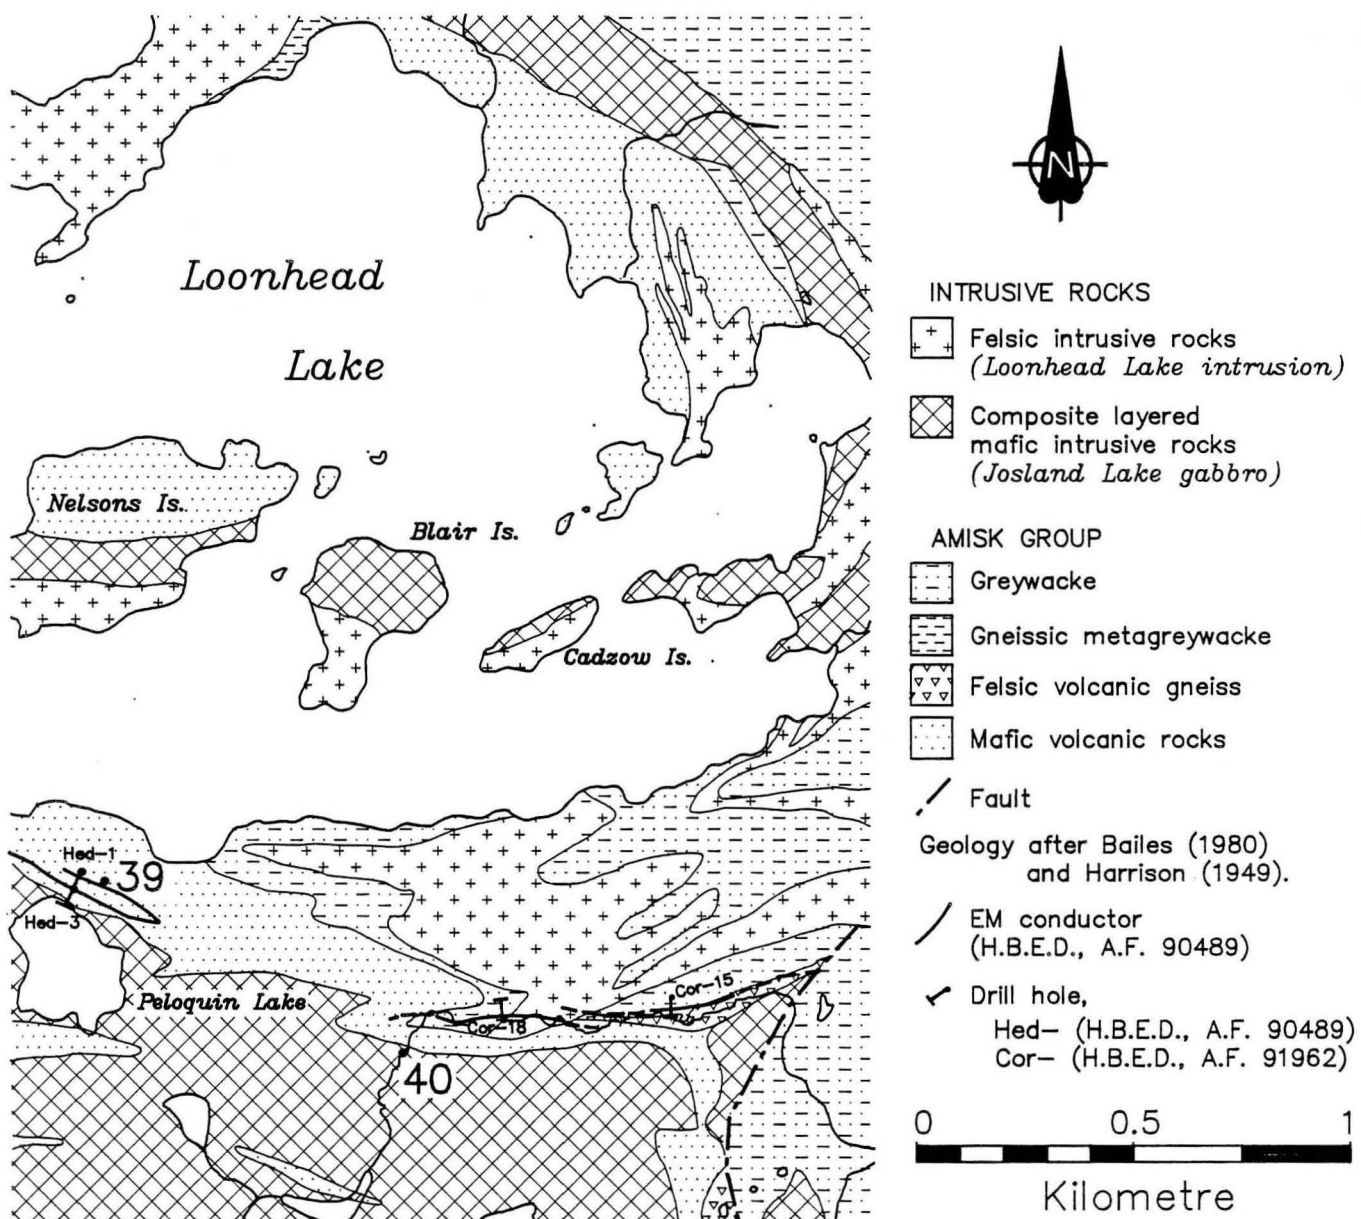 Loonhead
Lake
Nelsons Is.
Blair Is.
Cadzow Is.
Hed-1
39
Hed-3
Peloquin Lake
Cor-15
Cor-18
40
N
INTRUSIVE ROCKS
Felsic intrusive rocks
(Loonhead Lake intrusion)
Composite layered
mafic intrusive rocks
(Josland Lake gabbro)
AMISK GROUP
Greywacke
Gneissic metagreywacke
Felsic volcanic gneiss
Mafic volcanic rocks
Fault
Geology after Bailes (1980)
and Harrison (1949).
EM conductor
(H.B.E.D., A.F. 90489)
Drill hole,
Hed- (H.B.E.D., A.F. 90489)
Cor- (H.B.E.D., A.F. 91962)
0 0.5 1
Kilometre